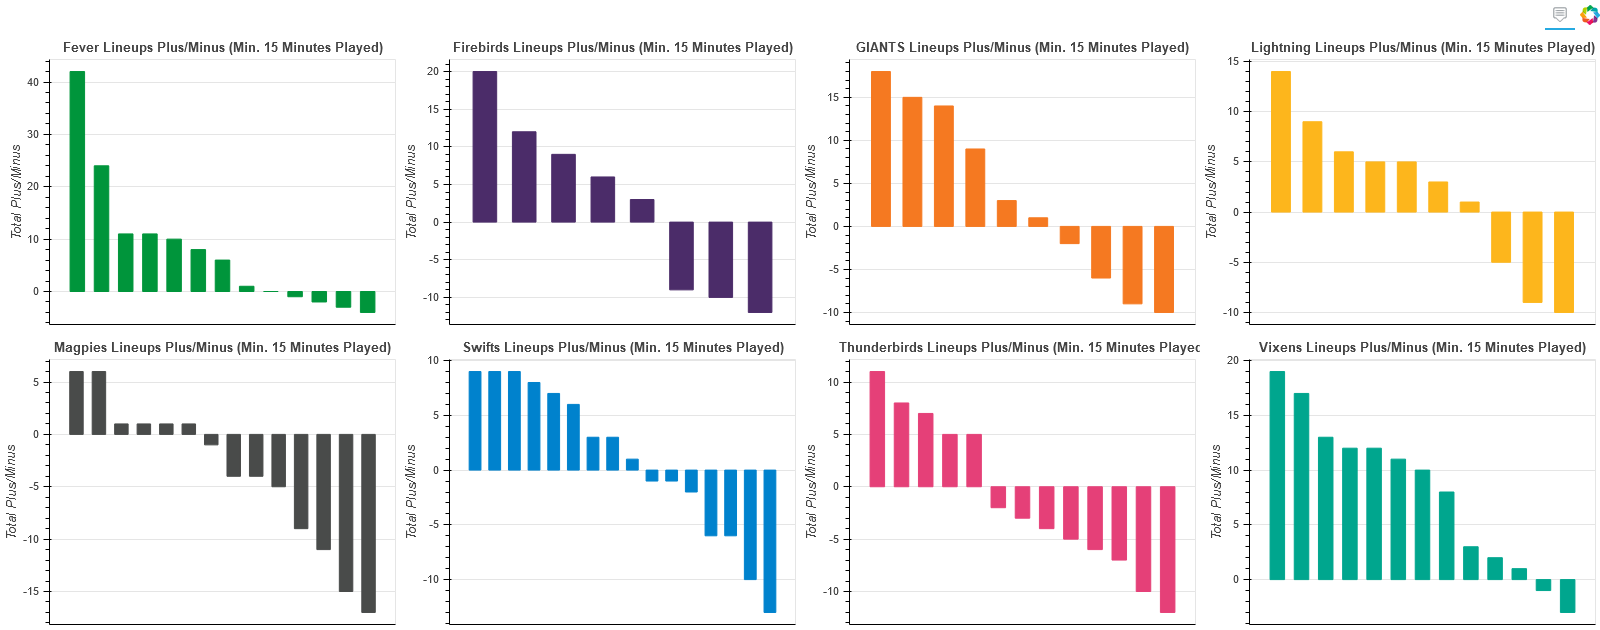 Fever Lineups Plus/Minus (Min. 15 Minutes Played)
Total Plus/Minus
40
30
20
10
0
Firebirds Lineups Plus/Minus (Min. 15 Minutes Played)
Total Plus/Minus
20
15
10
5
0
-5
-10
GIANTS Lineups Plus/Minus (Min. 15 Minutes Played)
Total Plus/Minus
15
10
5
0
-5
-10
Lightning Lineups Plus/Minus (Min. 15 Minutes Played)
Total Plus/Minus
15
10
5
0
-5
-10
Magpies Lineups Plus/Minus (Min. 15 Minutes Played)
Total Plus/Minus
5
0
-5
-10
-15
Swifts Lineups Plus/Minus (Min. 15 Minutes Played)
Total Plus/Minus
10
5
0
-5
-10
Thunderbirds Lineups Plus/Minus (Min. 15 Minutes Played
Total Plus/Minus
10
5
0
-5
-10
Vixens Lineups Plus/Minus (Min. 15 Minutes Played)
Total Plus/Minus
20
15
10
5
0